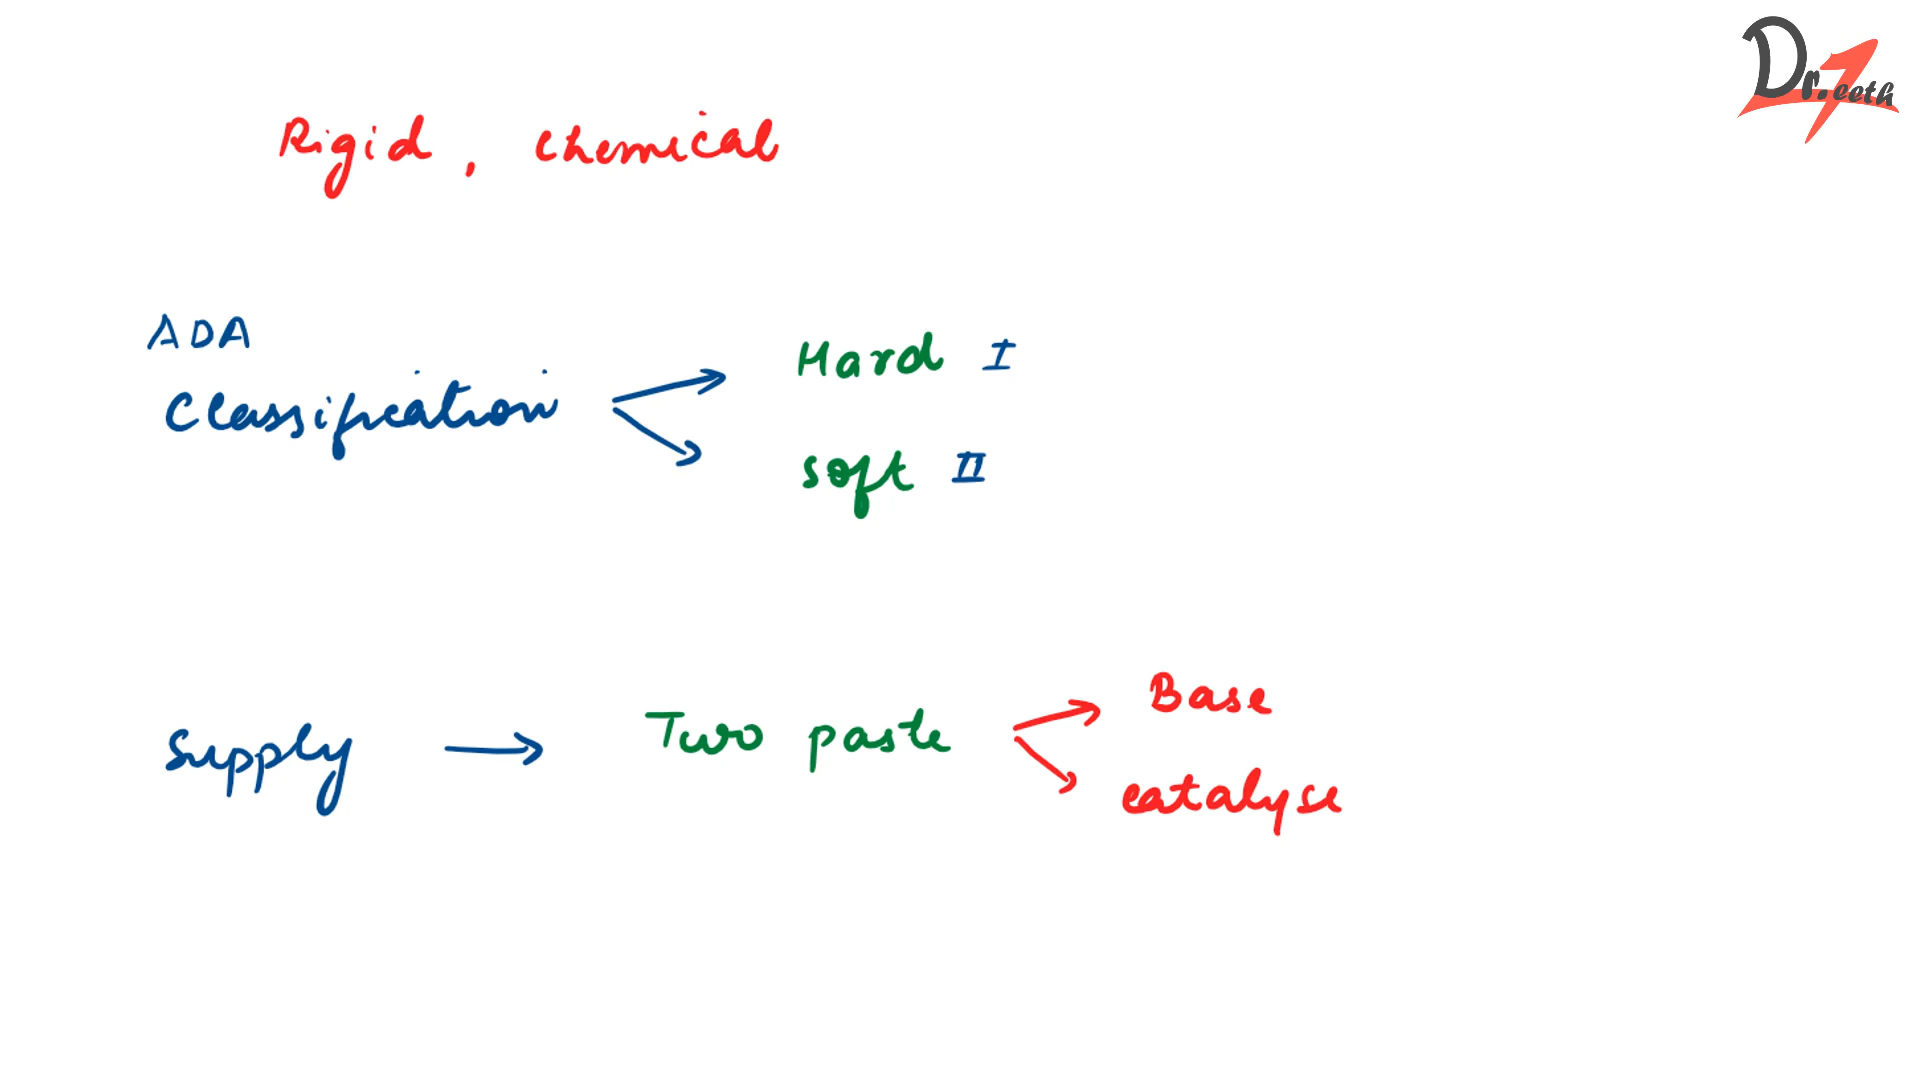 Dr.Teeth
Rigid, Chemical
ADA
Classification
Hard I
Soft II
Supply → Two paste
Base
catalyse